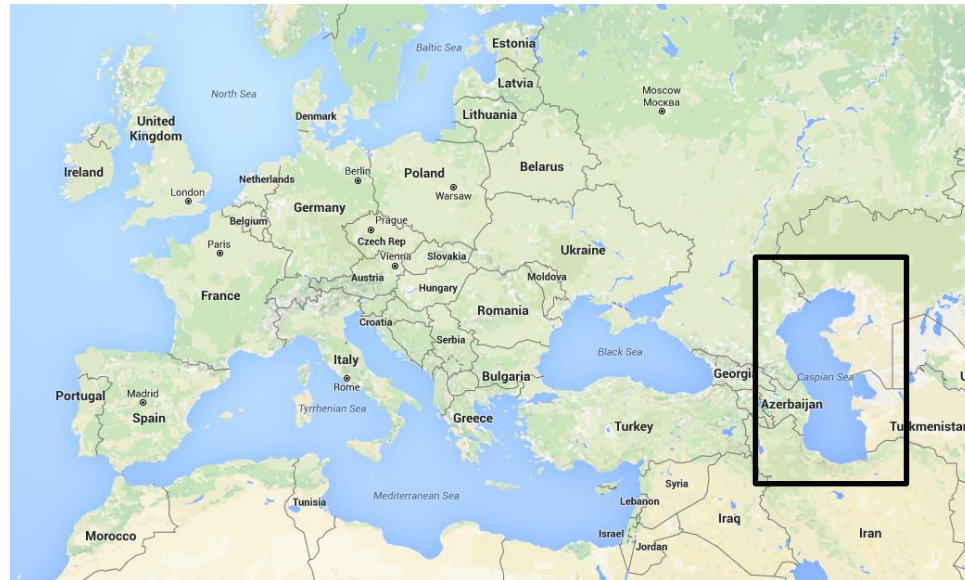 Estonia
Baltic Sea
Latvia
Moscow
Москва
North Sea
Denmark
Lithuania
United
Kingdom
Ireland
Belarus
Netherlands
Berlin
Poland
London
Warsaw
Germany
Belgium
Prague
Paris
Czech Rep
Ukraine
Vienna
Slovakia
Austria
Moldova
Hungary
France
Romania
Croatia
Serbia
Black Sea
Italy
Georgia
Caspian Sea
Bulgaria
Rome
Portugal
Madrid
Spain
Azerbaijan
Tyrrhenian Sea
Greece
Turkey
Turkmenistan
Syria
Mediterranean Sea
Tunisia
Lebanon
Iraq
Morocco
Israel
Iran
Jordan